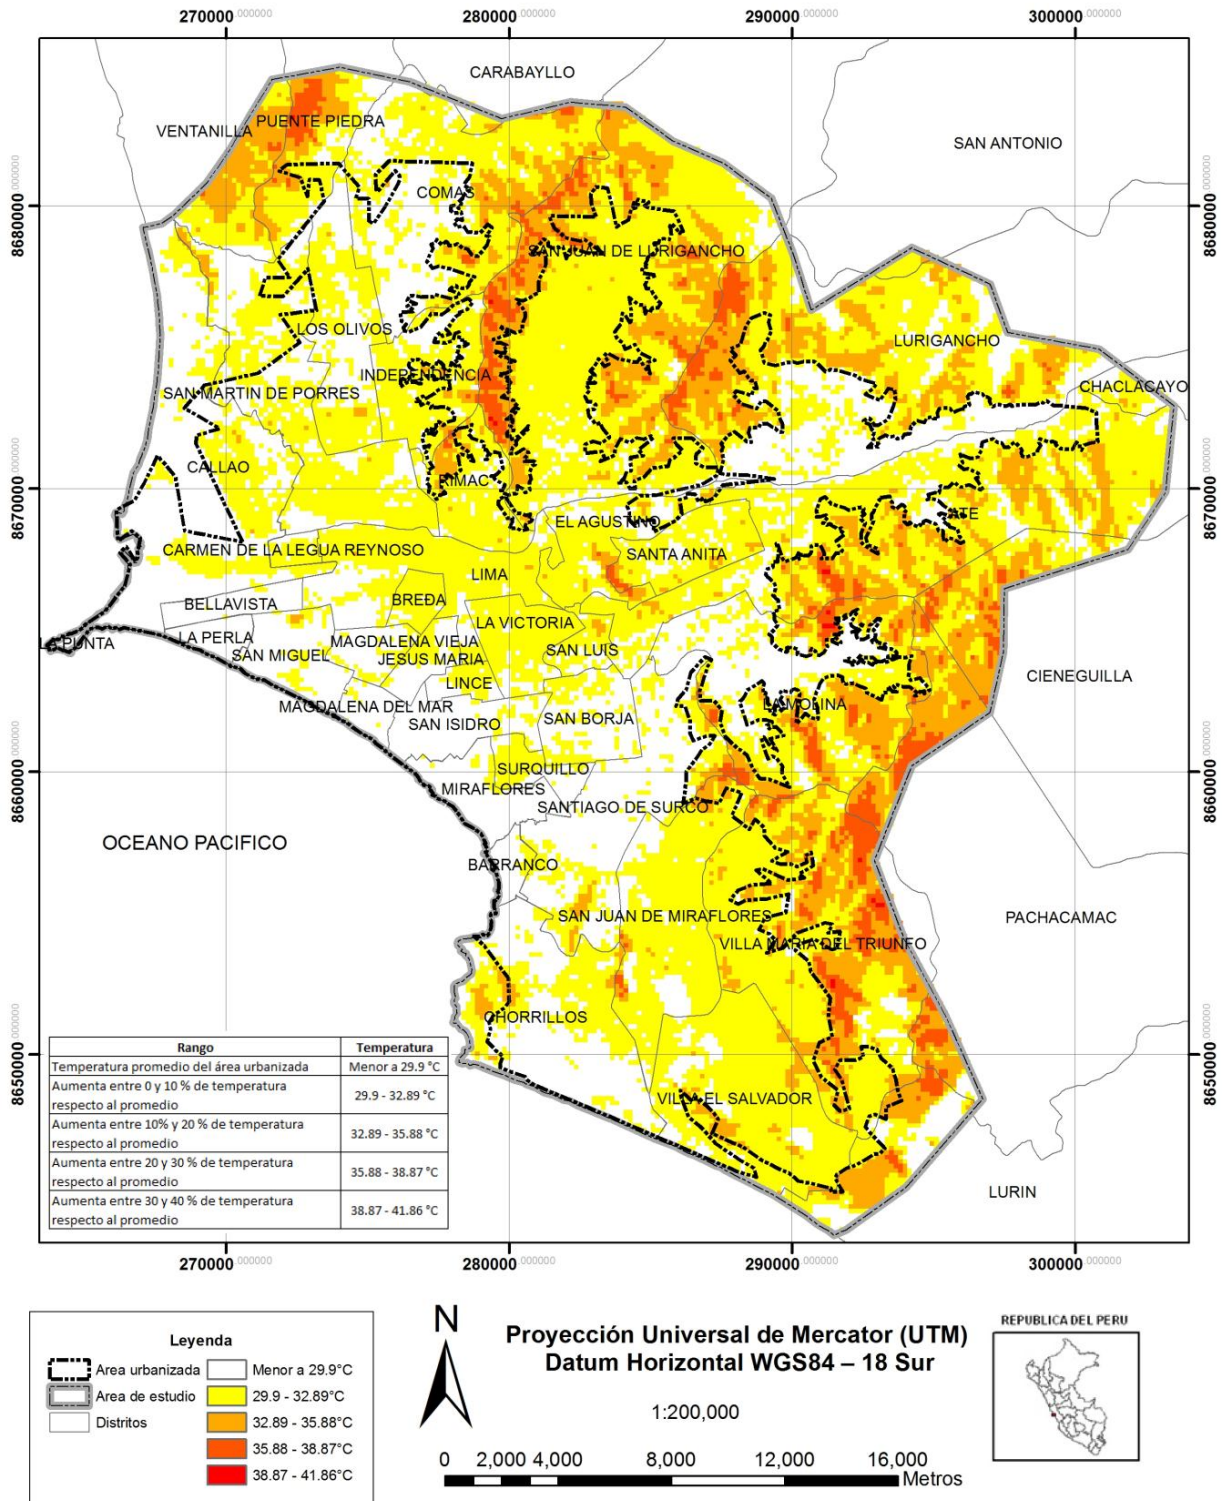 270000.000000 280000.000000 290000.000000 300000.000000
CARABAYLLO
PUENTE PIEDRA
VENTANILLA
SAN ANTONIO
8680000.000000 8680000.000000
COMAS
SAN JUAN DE LURIGANCHO
LOS OLIVOS
LURIGANCHO
INDEPENDENCIA
CHACLACAYO
SAN MARTIN DE PORRES
CALLAO
RIMAC
8670000.000000 8670000.000000
ATE
EL AGUSTINO
CARMEN DE LA LEGUA REYNOSO
SANTA ANITA
LIMA
BREÐA
BELLAVISTA
LA VICTORIA
LA PERLA
MAGDALENA VIEJA
LA PUNTA
SAN MIGUEL
JESUS MARIA
SAN LUIS
CIENEGUILLA
LINCE
MAGDALENA DEL MAR
LA MOLINA
SAN ISIDRO
SAN BORJA
SURQUILLO
8660000.000000 8660000.000000
MIRAFLORES
SANTIAGO DE SURCO
OCEANO PACIFICO
BARRANCO
SAN JUAN DE MIRAFLORES
PACHACAMAC
VILLA MARIA DEL TRIUNFO
CHORRILLOS
8650000.000000 8650000.000000
VILLA EL SALVADOR
LURIN
Rango Temperatura
Temperatura promedio del área urbanizada Menor a 29.9 °C
Aumenta entre 0 y 10 % de temperatura
respecto al promedio 29.9 - 32.89 °C
Aumenta entre 10% y 20 % de temperatura
respecto al promedio 32.89 - 35.88 °C
Aumenta entre 20 y 30 % de temperatura
respecto al promedio 35.88 - 38.87 °C
Aumenta entre 30 y 40 % de temperatura
respecto al promedio 38.87 - 41.86 °C
270000.000000 280000.000000 290000.000000 300000.000000
Leyenda
Area urbanizada Menor a 29.9°C
Area de estudio 29.9 - 32.89°C
Distritos 32.89 - 35.88°C
35.88 - 38.87°C
38.87 - 41.86°C
N
Proyección Universal de Mercator (UTM)
Datum Horizontal WGS84 – 18 Sur
1:200,000
0 2,000 4,000 8,000 12,000 16,000
Metros
REPUBLICA DEL PERU